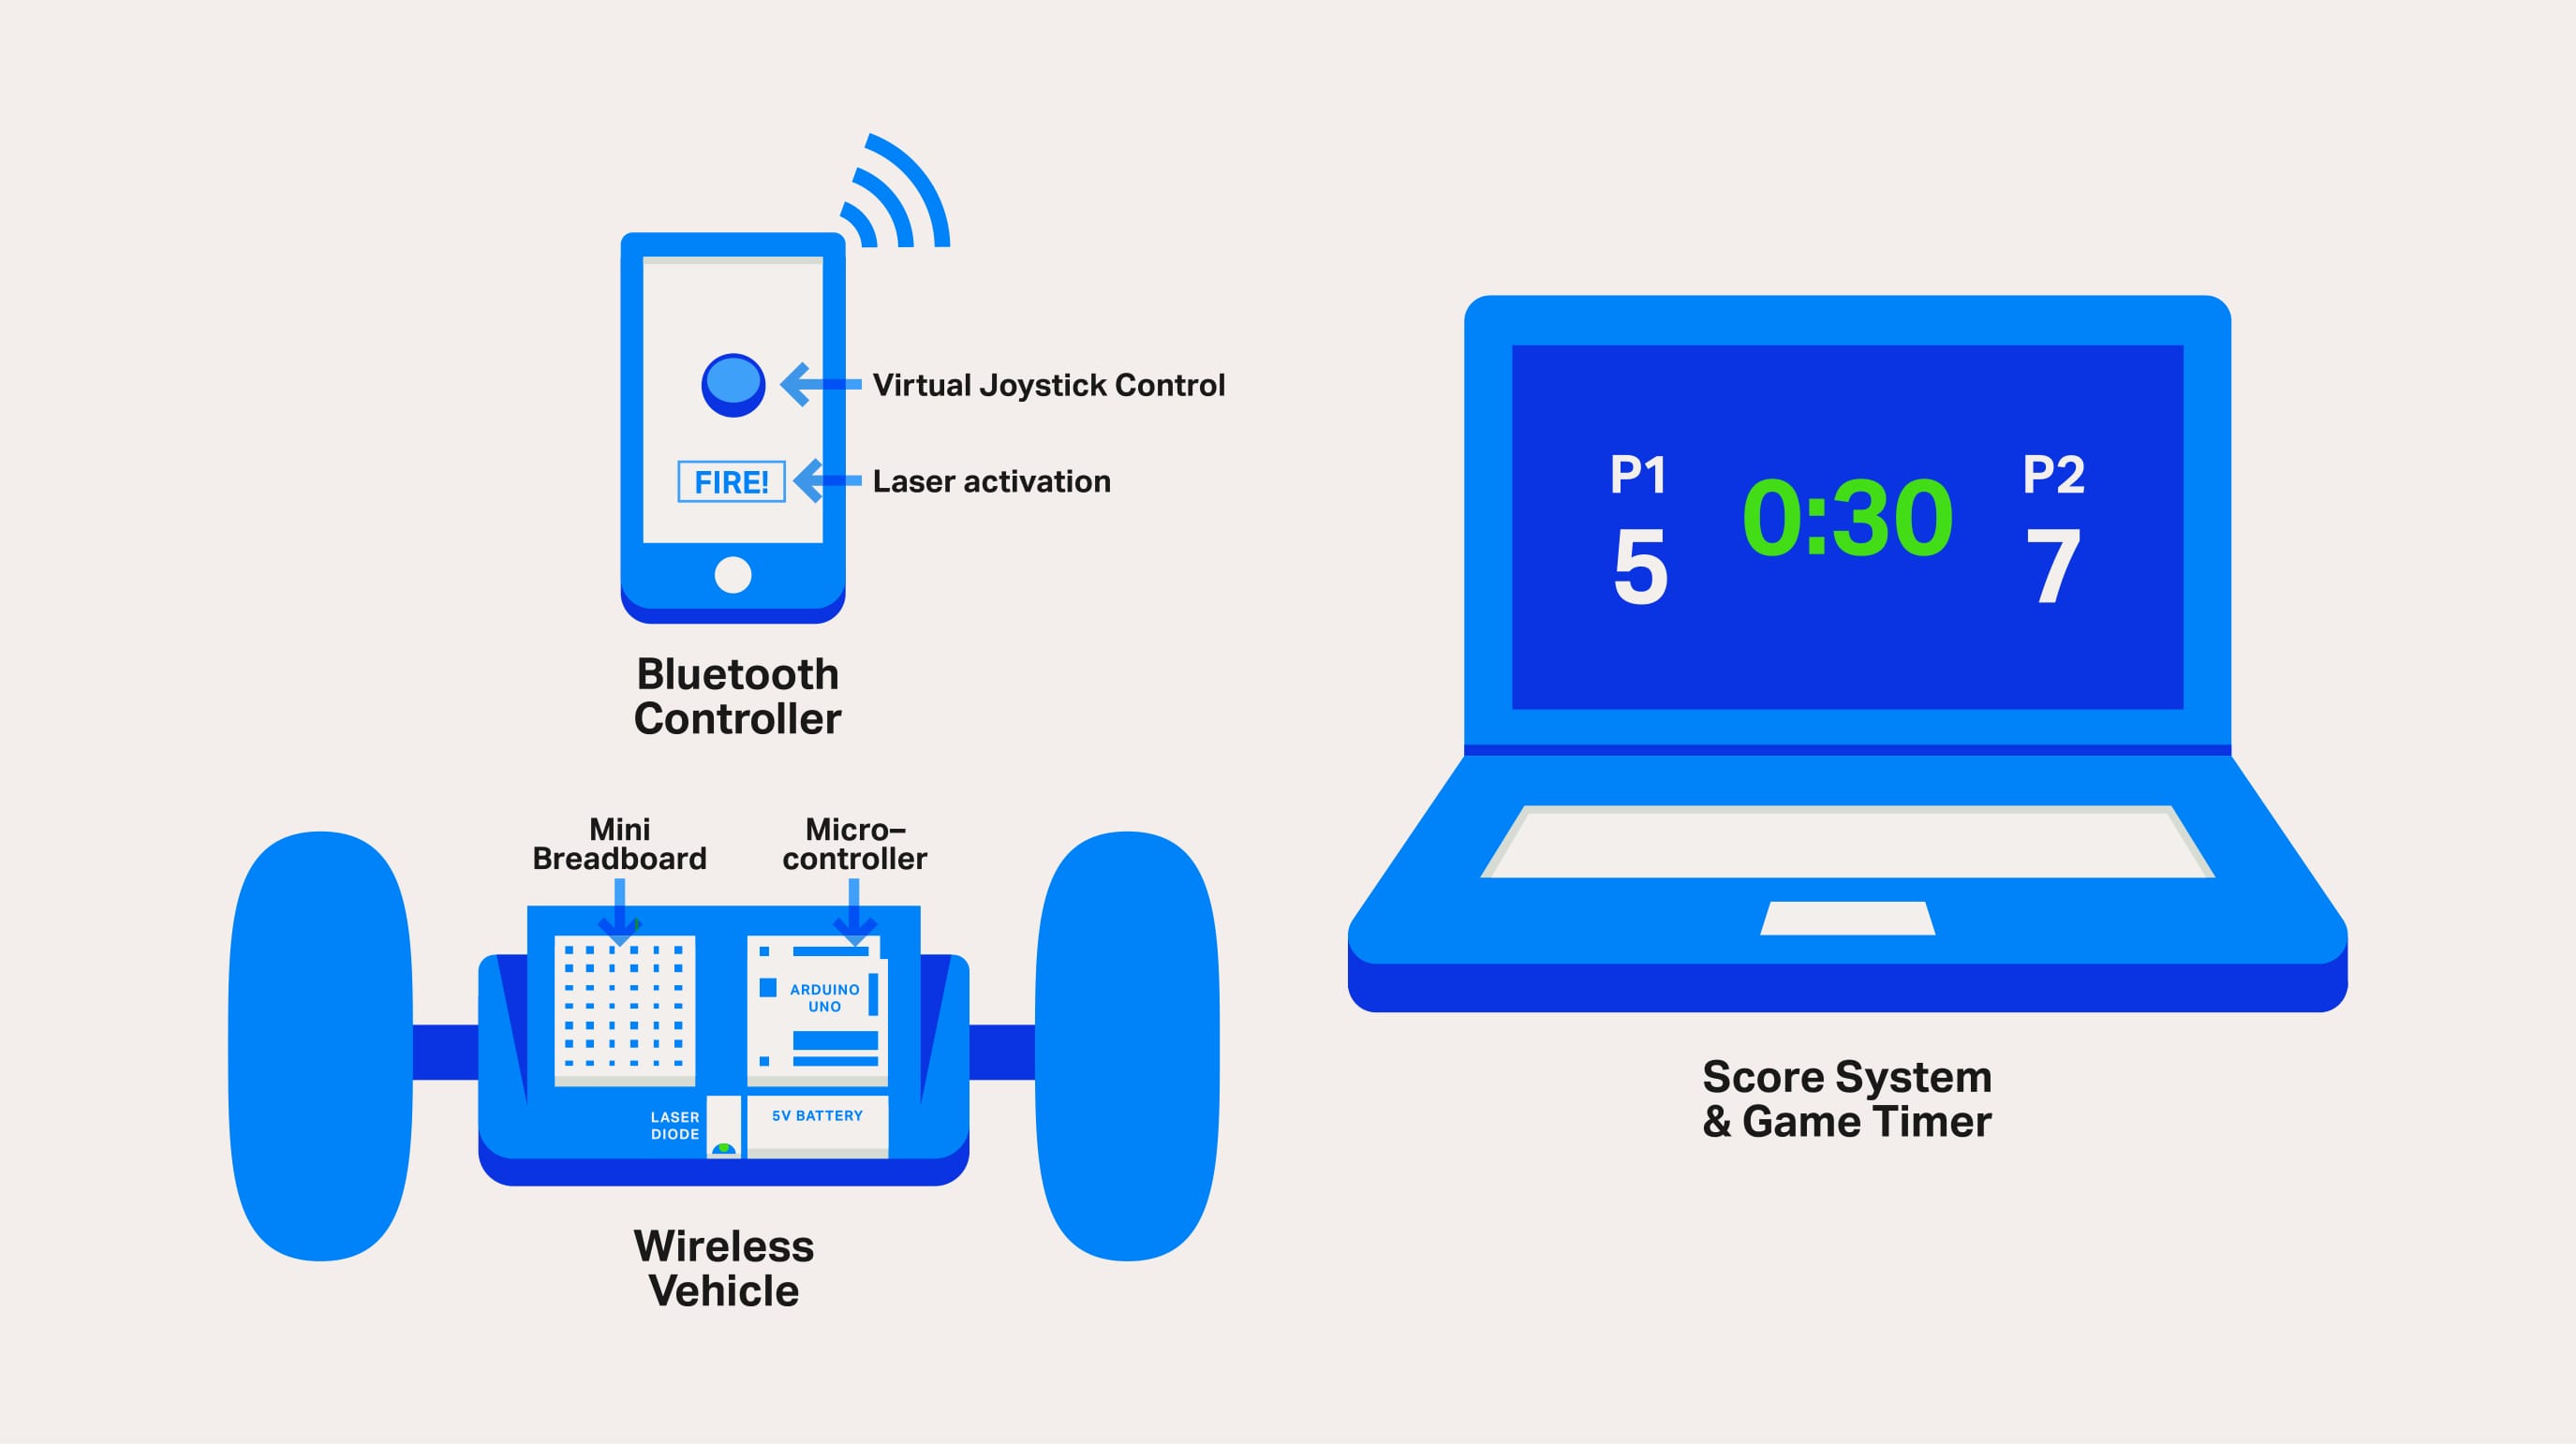 Virtual Joystick Control
FIRE!
Laser activation
Bluetooth
Controller
Mini
Breadboard
Micro–
controller
ARDUINO
UNO
LASER
DIODE
5V BATTERY
Wireless
Vehicle
P1
0:30
P2
5
7
Score System
& Game Timer